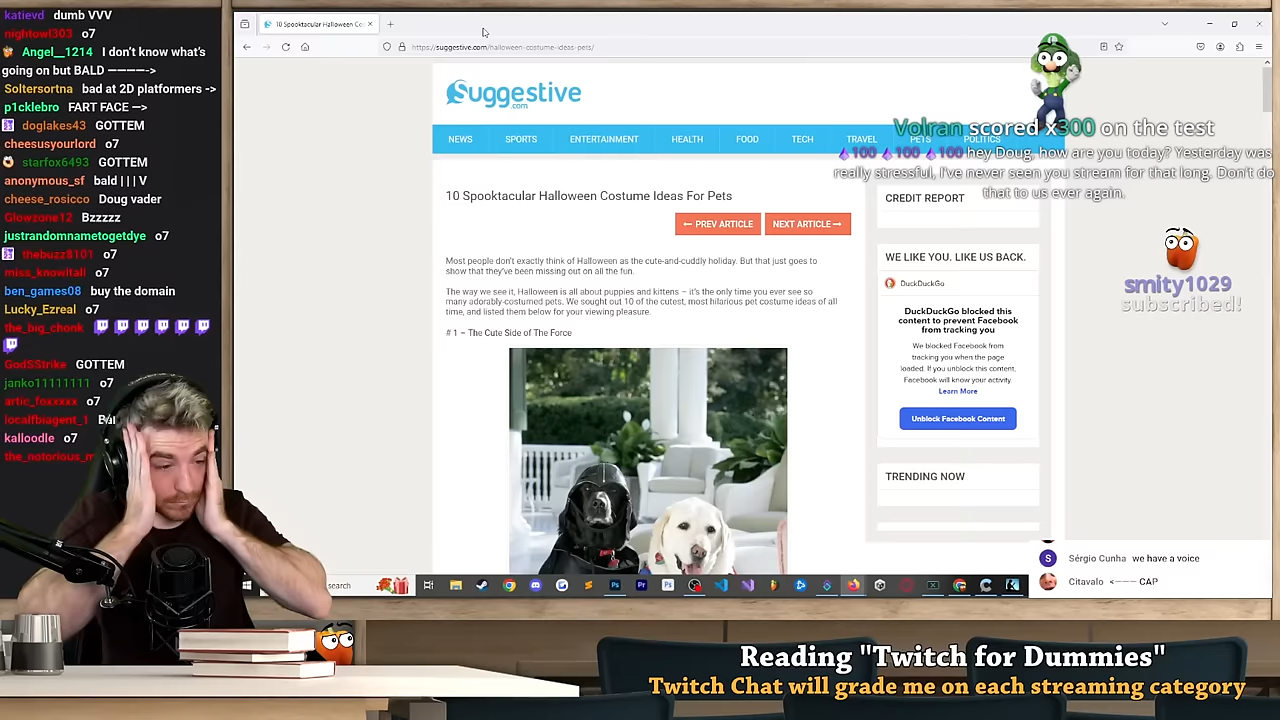 katievd dumb VVV
nightowl303 o7
Angel__1214 I don't know what's
going on but BALD ————->
Soltersortna bad at 2D platformers ->
p1cklebro FART FACE —>
doglakes43 GOTTEM
cheesusyourlord o7
starfox6493 GOTTEM
anonymous_sf bald | | | V
cheese_rosicco Doug vader
Glowzone12 Bzzzz
justrandomnametogetdye o7
thebuzz8101 o7
miss_knowltall o7
ben_games08 buy the domain
Lucky_Ezreal o7
the_big_chonk
GodSStrike GOTTEM
janko11111111 o7
artic_foxxxxx o7
localfbiagent_1
kalloodle o7
10 Spooktacular Halloween Co
https://suggestive.com/halloween-costume-ideas-pets/
Suggestive
.com
NEWS SPORTS ENTERTAINMENT HEALTH FOOD TECH TRAVEL PETS POLITICS
10 Spooktacular Halloween Costume Ideas For Pets
← PREV ARTICLE NEXT ARTICLE →
Most people don't exactly think of Halloween as the cute-and-cuddly holiday. But that just goes to
show that they've been missing out on all the fun.
The way we see it, Halloween is all about puppies and kittens – it's the only time you ever see so
many adorably-costumed pets. We sought out 10 of the cutest, most hilarious pet costume ideas of all
time, and listed them below for your viewing pleasure.
# 1 – The Cute Side of The Force
Volran scored x300 on the test
100 100 100 hey Doug, how are you today? Yesterday was
really stressful, I've never seen you stream for that long. Don't do
that to us ever again.
CREDIT REPORT
WE LIKE YOU. LIKE US BACK.
DuckDuckGo
DuckDuckGo blocked this
content to prevent Facebook
from tracking you
We blocked Facebook from
tracking you when the page
loaded. If you unblock this content,
Facebook will know your activity.
Learn More
Unblock Facebook Content
TRENDING NOW
smity1029
subscribed!
S Sérgio Cunha we have a voice
Citavalo <——— CAP
search
Reading "Twitch for Dummies"
Twitch Chat will grade me on each streaming category